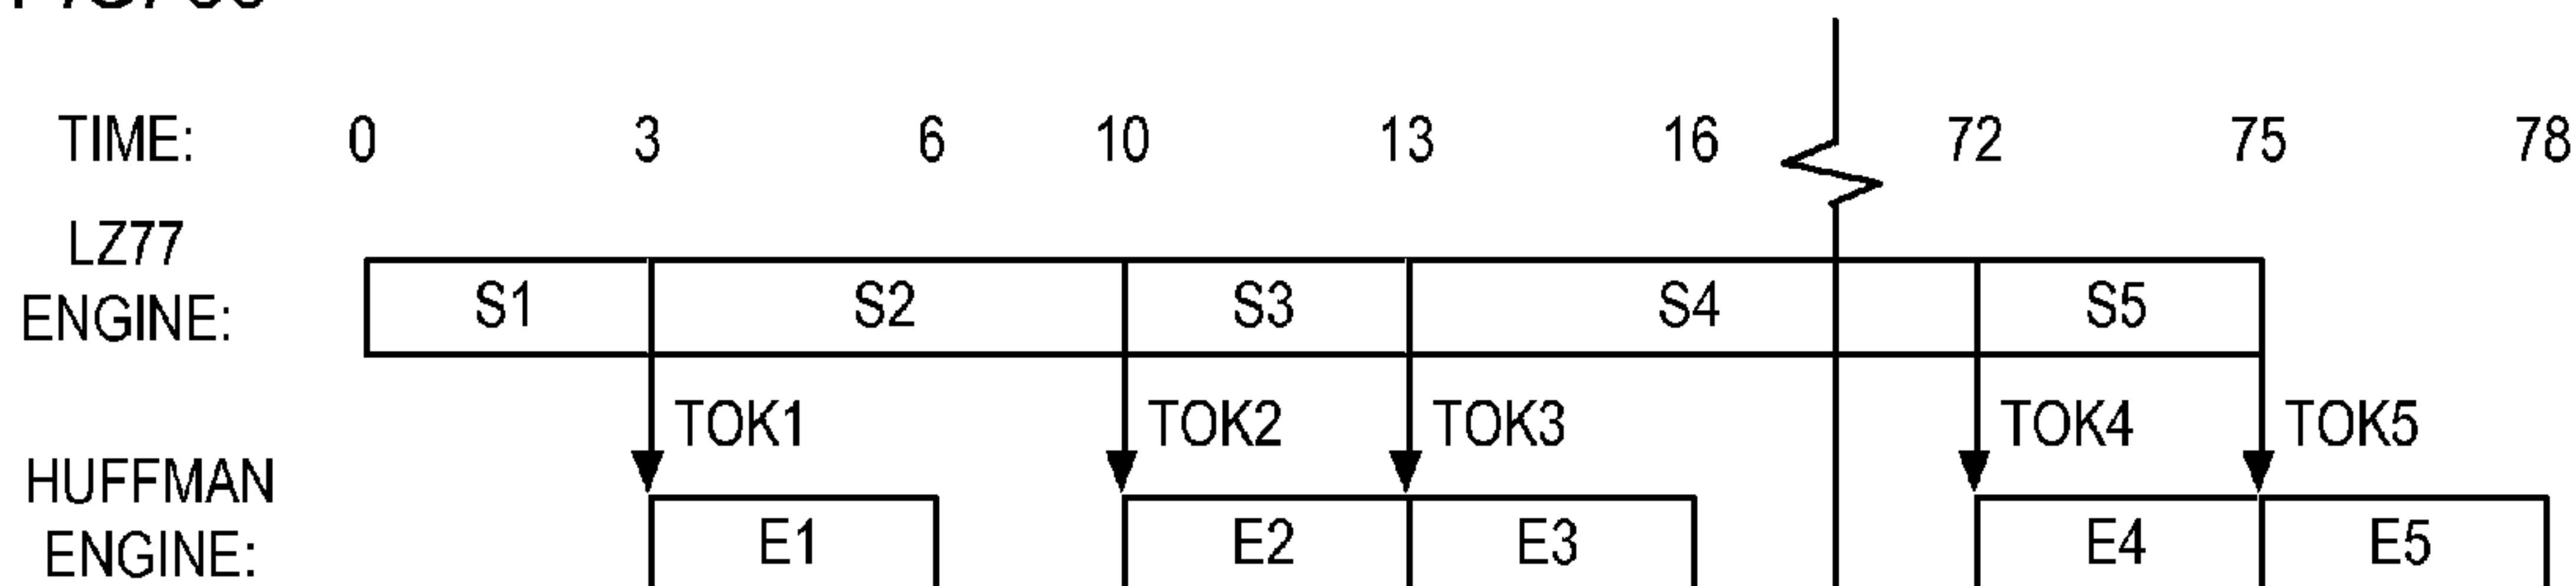 TIME: 0 3 6 10 13 16 72 75 78
LZ77
ENGINE:
S1 S2 S3 S4 S5
TOK1 TOK2 TOK3 TOK4 TOK5
HUFFMAN
ENGINE:
E1 E2 E3 E4 E5